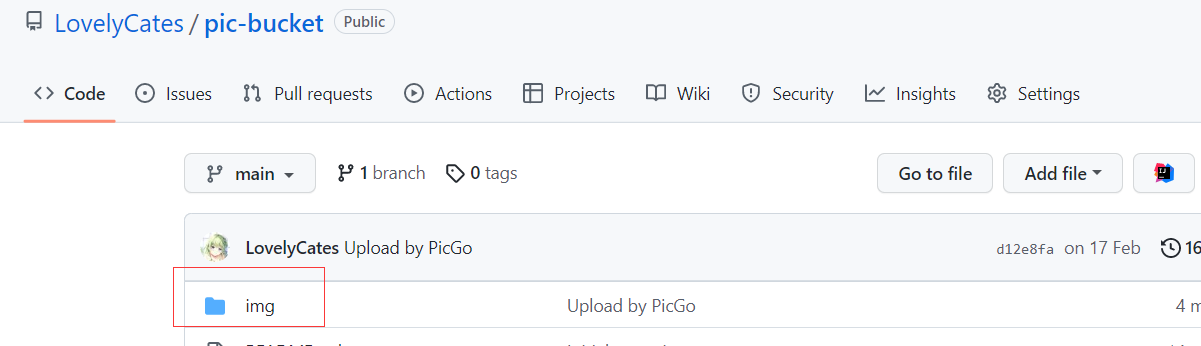 LovelyCates / pic-bucket Public
Code Issues Pull requests Actions Projects Wiki Security Insights Settings
main 1 branch 0 tags Go to file Add file
LovelyCates Upload by PicGo d12e8fa on 17 Feb 16
img Upload by PicGo 4 m